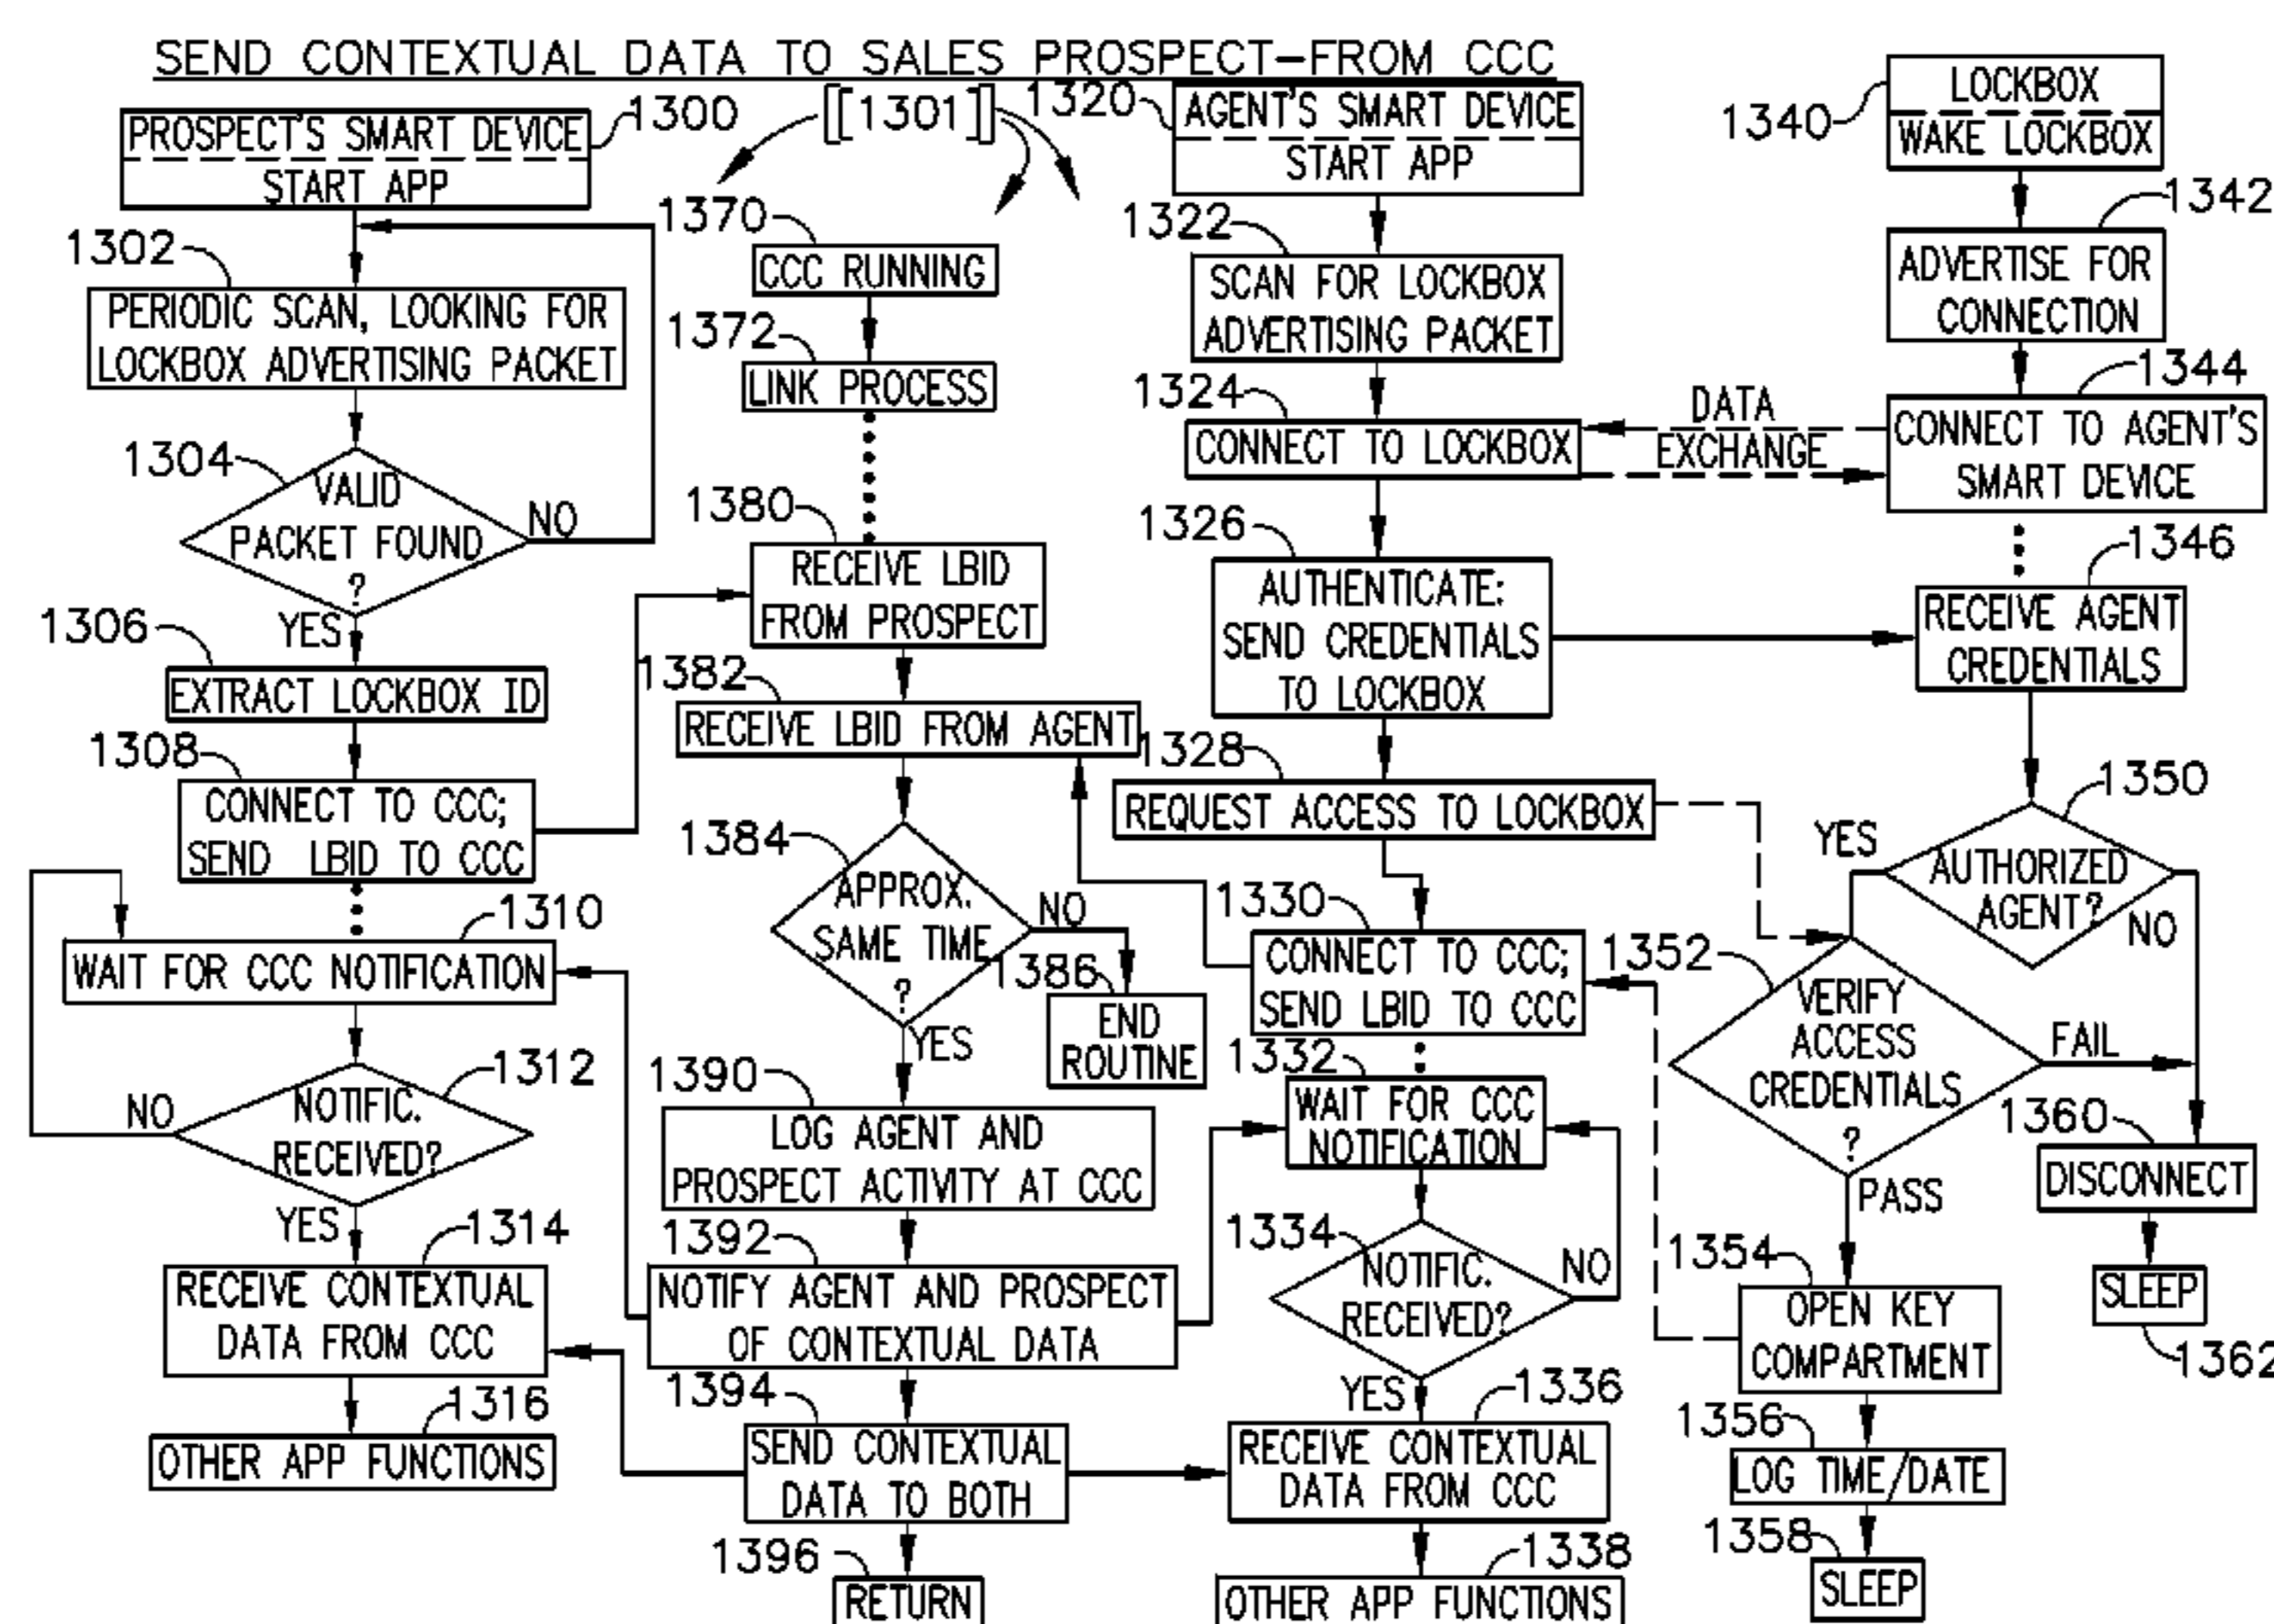 SEND CONTEXTUAL DATA TO SALES PROSPECT-FROM CCC
1300
PROSPECT'S SMART DEVICE
START APP
1302
PERIODIC SCAN, LOOKING FOR
LOCKBOX ADVERTISING PACKET
1304
VALID
PACKET FOUND
?
NO
YES
1306
EXTRACT LOCKBOX ID
1308
CONNECT TO CCC;
SEND LBID TO CCC
1310
WAIT FOR CCC NOTIFICATION
1312
NOTIFIC.
RECEIVED?
NO
YES
1314
RECEIVE CONTEXTUAL
DATA FROM CCC
1316
OTHER APP FUNCTIONS
[[1301]]
1370
CCC RUNNING
1372
LINK PROCESS
1380
RECEIVE LBID
FROM PROSPECT
1382
RECEIVE LBID FROM AGENT
1384
APPROX.
SAME TIME
?
NO
1386
END
ROUTINE
YES
1390
LOG AGENT AND
PROSPECT ACTIVITY AT CCC
1392
NOTIFY AGENT AND PROSPECT
OF CONTEXTUAL DATA
1394
SEND CONTEXTUAL
DATA TO BOTH
1396
RETURN
1320
AGENT'S SMART DEVICE
START APP
1322
SCAN FOR LOCKBOX
ADVERTISING PACKET
1324
CONNECT TO LOCKBOX
DATA
EXCHANGE
1326
AUTHENTICATE:
SEND CREDENTIALS
TO LOCKBOX
1328
REQUEST ACCESS TO LOCKBOX
1330
CONNECT TO CCC;
SEND LBID TO CCC
1332
WAIT FOR CCC
NOTIFICATION
1334
NOTIFIC.
RECEIVED?
NO
YES
1336
RECEIVE CONTEXTUAL
DATA FROM CCC
1338
OTHER APP FUNCTIONS
1340
LOCKBOX
WAKE LOCKBOX
1342
ADVERTISE FOR
CONNECTION
1344
CONNECT TO AGENT'S
SMART DEVICE
1346
RECEIVE AGENT
CREDENTIALS
1350
YES
AUTHORIZED
AGENT?
NO
1352
VERIFY
ACCESS
CREDENTIALS
?
FAIL
PASS
1360
DISCONNECT
SLEEP
1362
1354
OPEN KEY
COMPARTMENT
1356
LOG TIME/DATE
1358
SLEEP